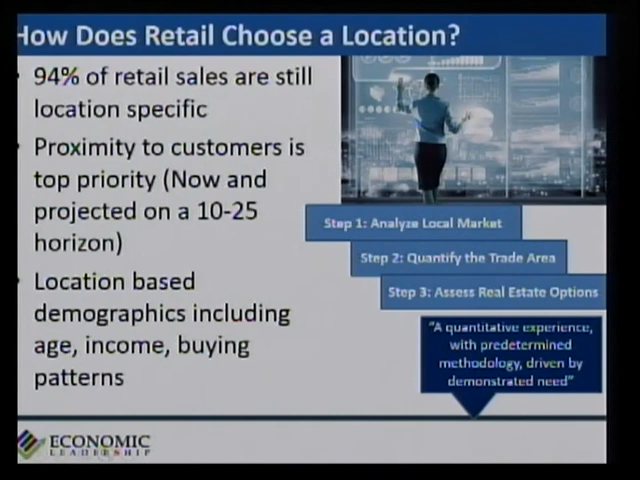 How Does Retail Choose a Location?
94% of retail sales are still
location specific
Proximity to customers is
top priority (Now and
projected on a 10-25
horizon)
Location based
demographics including
age, income, buying
patterns
Step 1: Analyze Local Market
Step 2: Quantify the Trade Area
Step 3: Assess Real Estate Options
"A quantitative experience,
with predetermined
methodology, driven by
demonstrated need"
ECONOMIC
LEADERSHIP